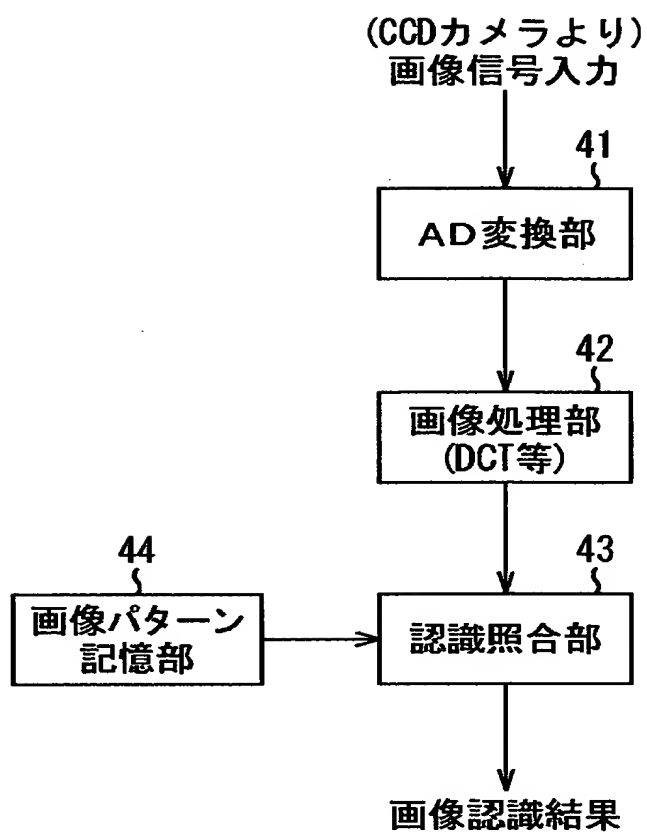 (CCDカメラより)
画像信号入力
41
AD変換部
42
画像処理部
(DCT等)
44
画像パターン
記憶部
43
認識照合部
画像認識結果